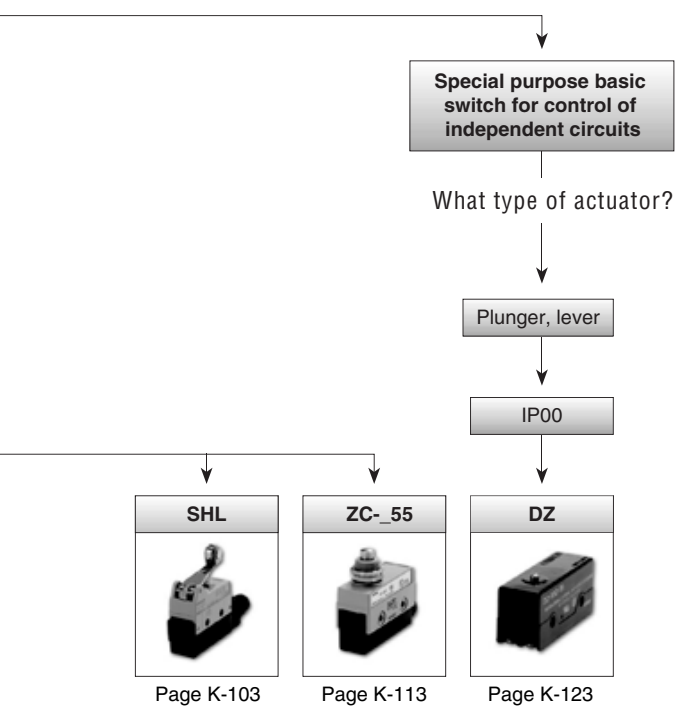 Special purpose basic
switch for control of
independent circuits
What type of actuator?
Plunger, lever
IP00
SHL
ZC-_55
DZ
Page K-103
Page K-113
Page K-123